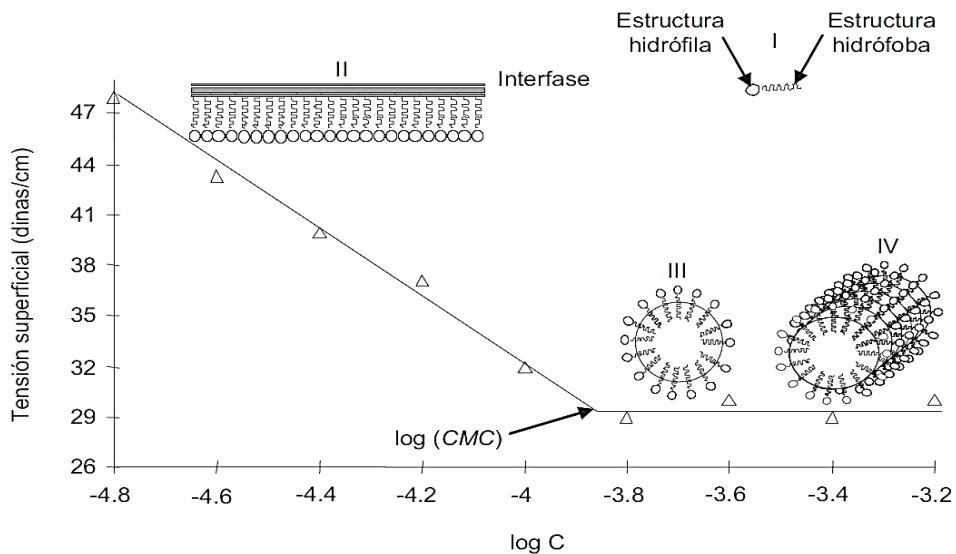 Estructura
hidrófila
I
Estructura
hidrófoba
II
Interfase
47
44
41
38
35
32
29
26
Tensión superficial (dinas/cm)
III
IV
log (CMC)
-4.8
-4.6
-4.4
-4.2
-4
-3.8
-3.6
-3.4
-3.2
log C